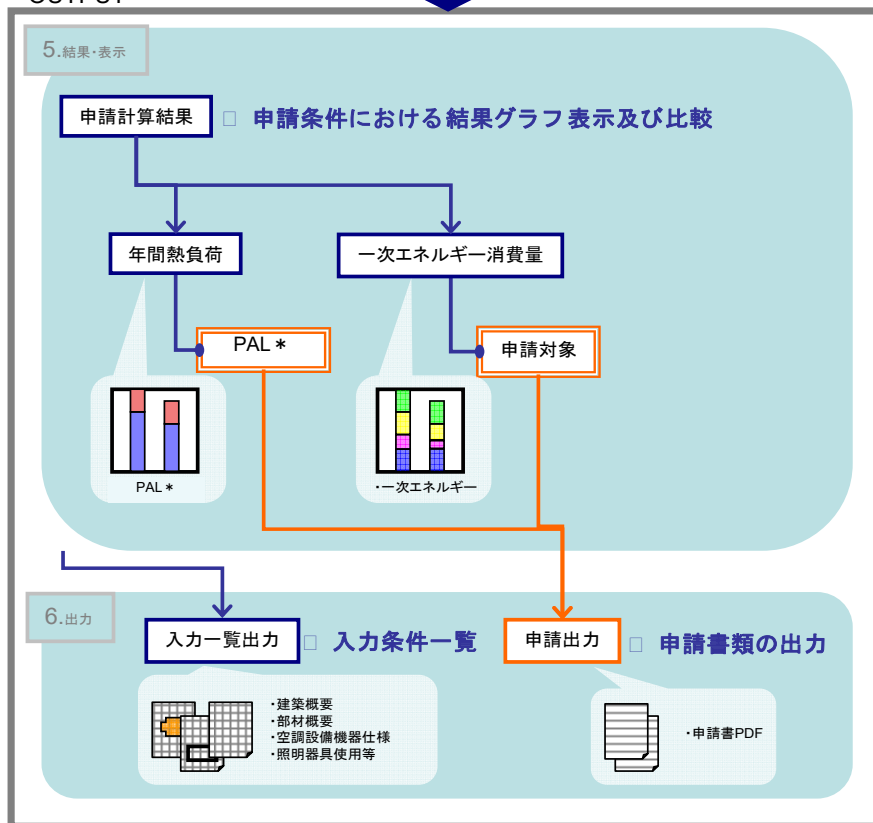 5.結果・表示
申請計算結果
□ 申請条件における結果グラフ表示及び比較
年間熱負荷
一次エネルギー消費量
PAL＊
申請対象
PAL＊
・一次エネルギー
6.出力
入力一覧出力
□ 入力条件一覧
申請出力
□ 申請書類の出力
・建築概要
・部材概要
・空調設備機器仕様
・照明器具使用等
・申請書PDF